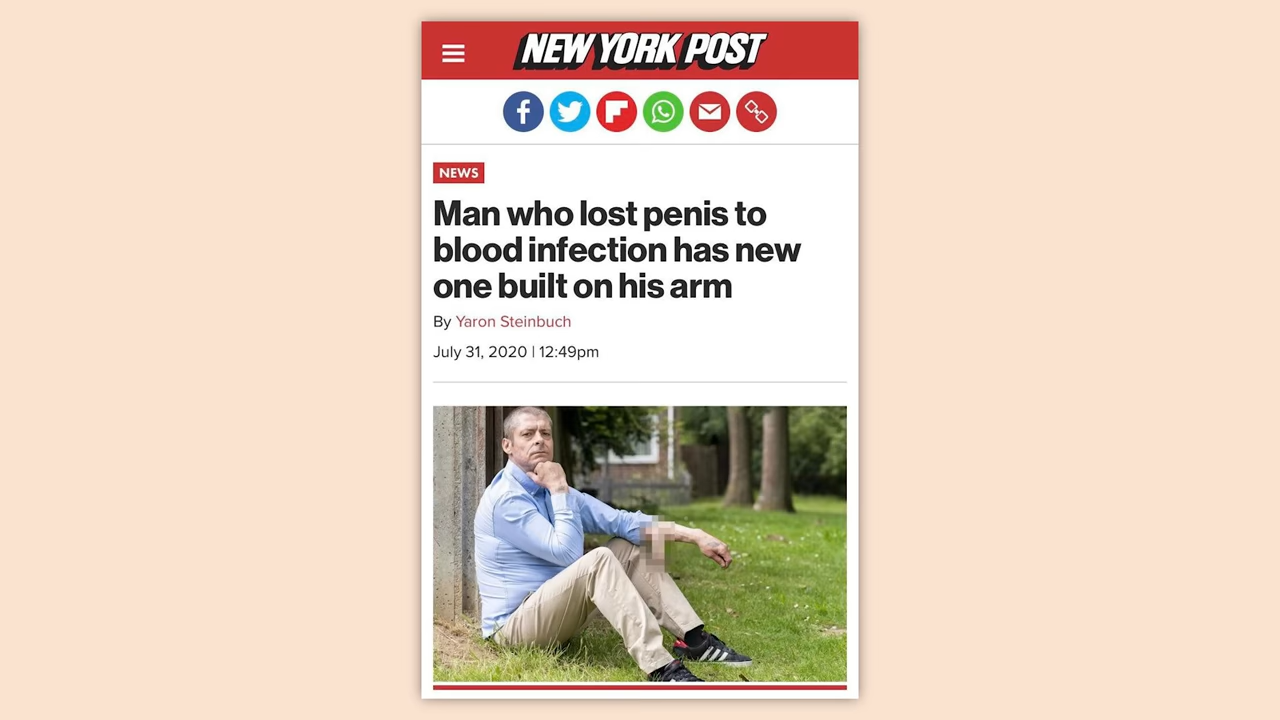 NEW YORK POST
NEWS
Man who lost penis to
blood infection has new
one built on his arm
By Yaron Steinbuch
July 31, 2020 | 12:49pm